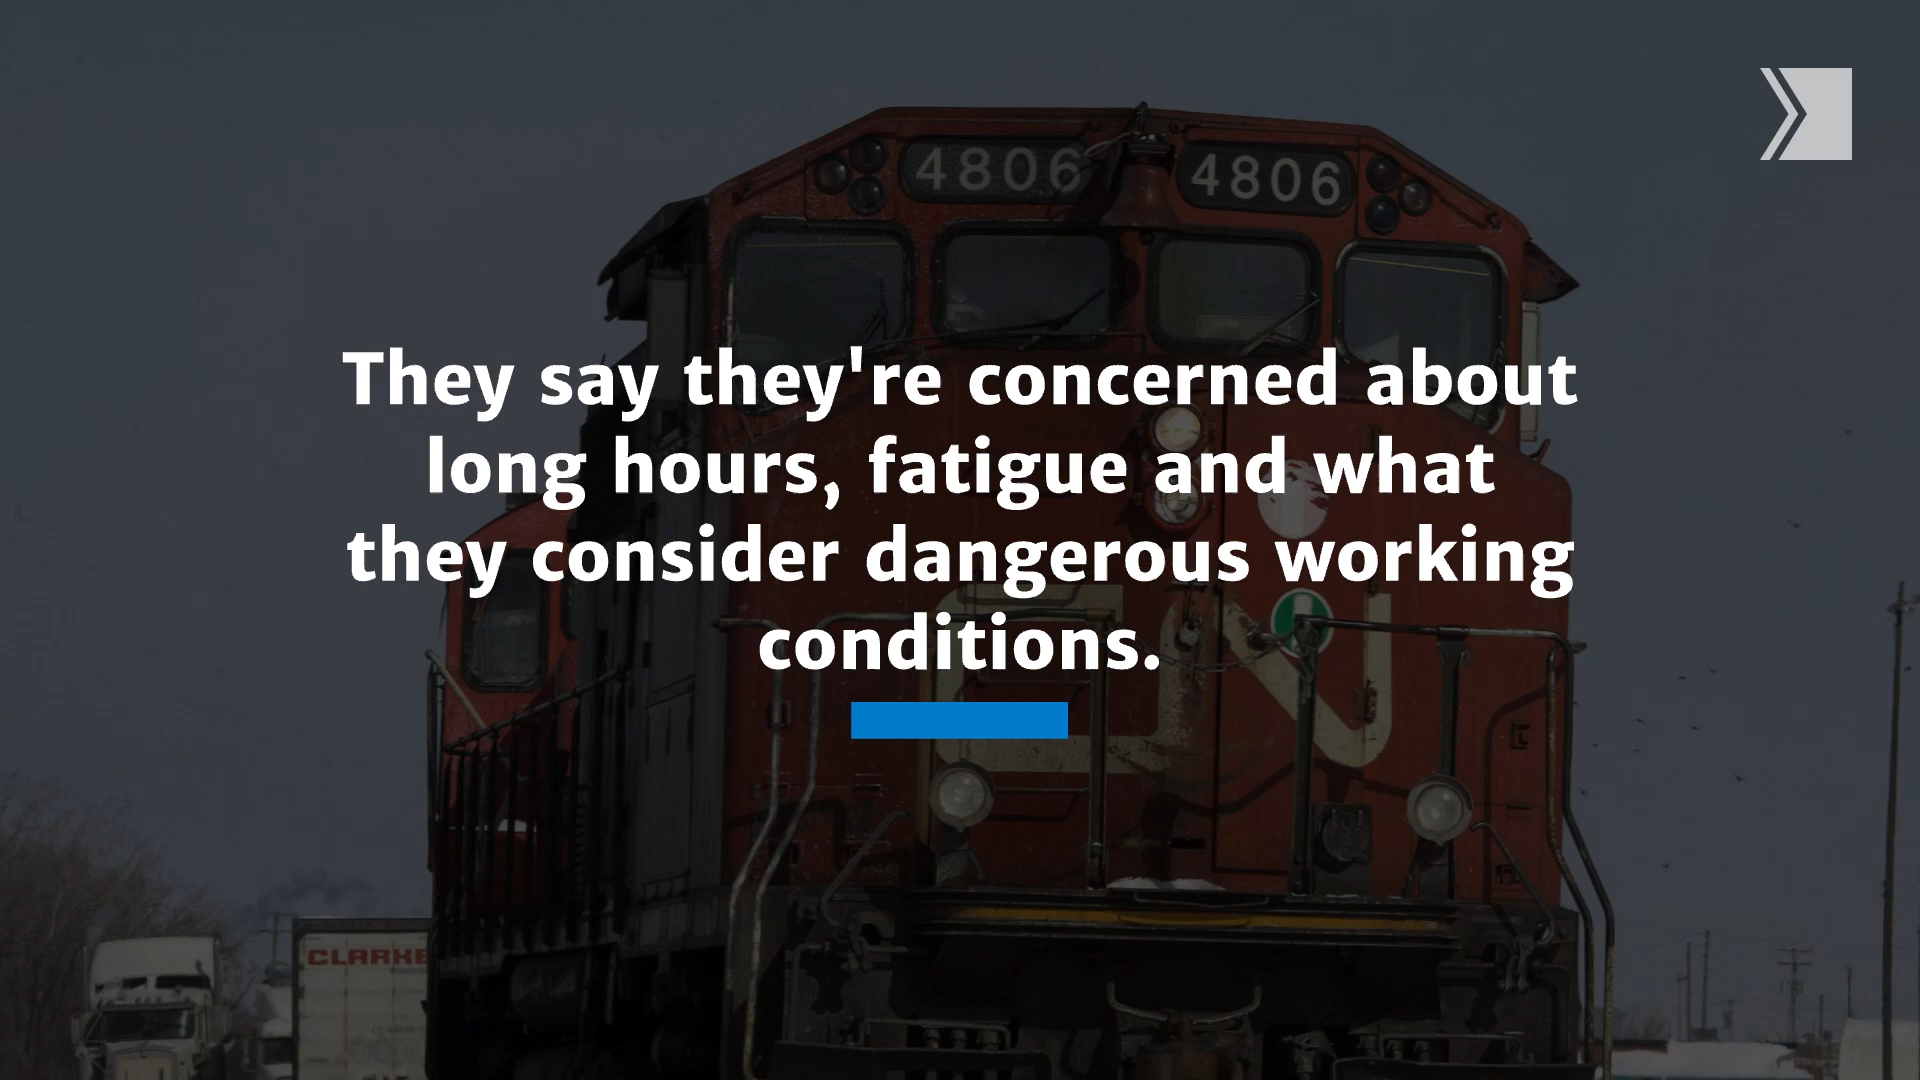 4806 4806
They say they're concerned about
long hours, fatigue and what
they consider dangerous working
conditions.
CN
CLARKE